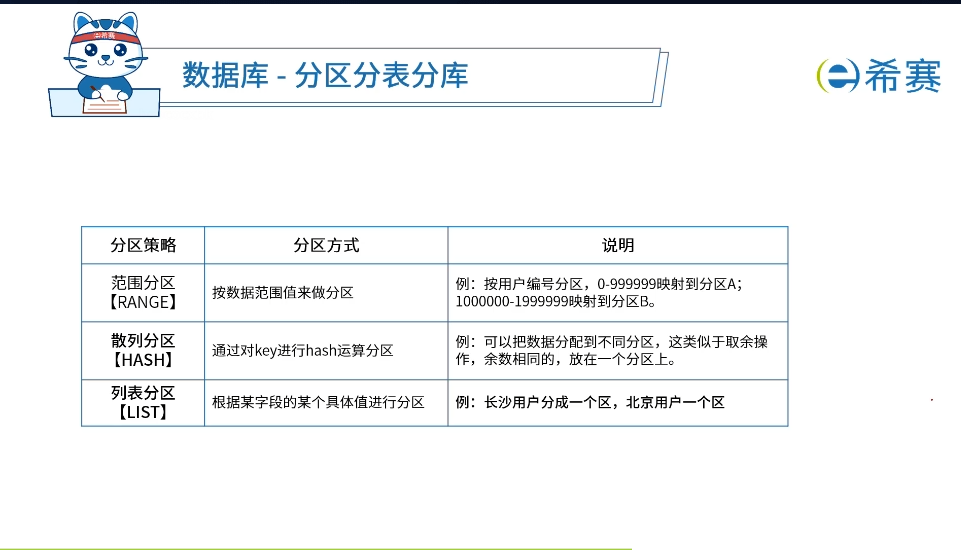 希赛
数据库 - 分区分表分库
希赛
分区策略 分区方式 说明
范围分区
【RANGE】
按数据范围值来做分区
例：按用户编号分区，0-999999映射到分区A；
1000000-1999999映射到分区B。
散列分区
【HASH】
通过对key进行hash运算分区
例：可以把数据分配到不同分区，这类似于取余操
作，余数相同的，放在一个分区上。
列表分区
【LIST】
根据某字段的某个具体值进行分区
例：长沙用户分成一个区，北京用户一个区